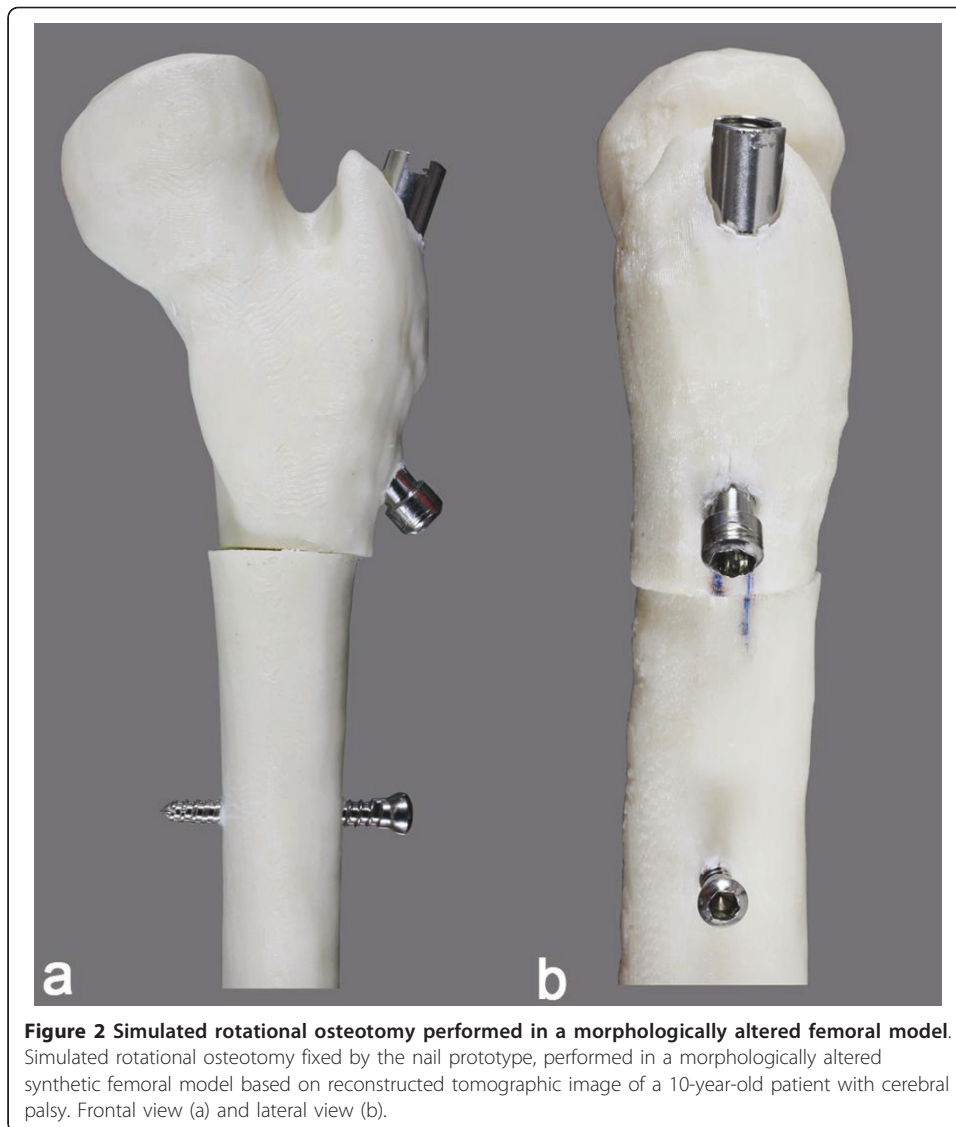 a
b
Figure 2 Simulated rotational osteotomy performed in a morphologically altered femoral model.
Simulated rotational osteotomy fixed by the nail prototype, performed in a morphologically altered
synthetic femoral model based on reconstructed tomographic image of a 10-year-old patient with cerebral
palsy. Frontal view (a) and lateral view (b).